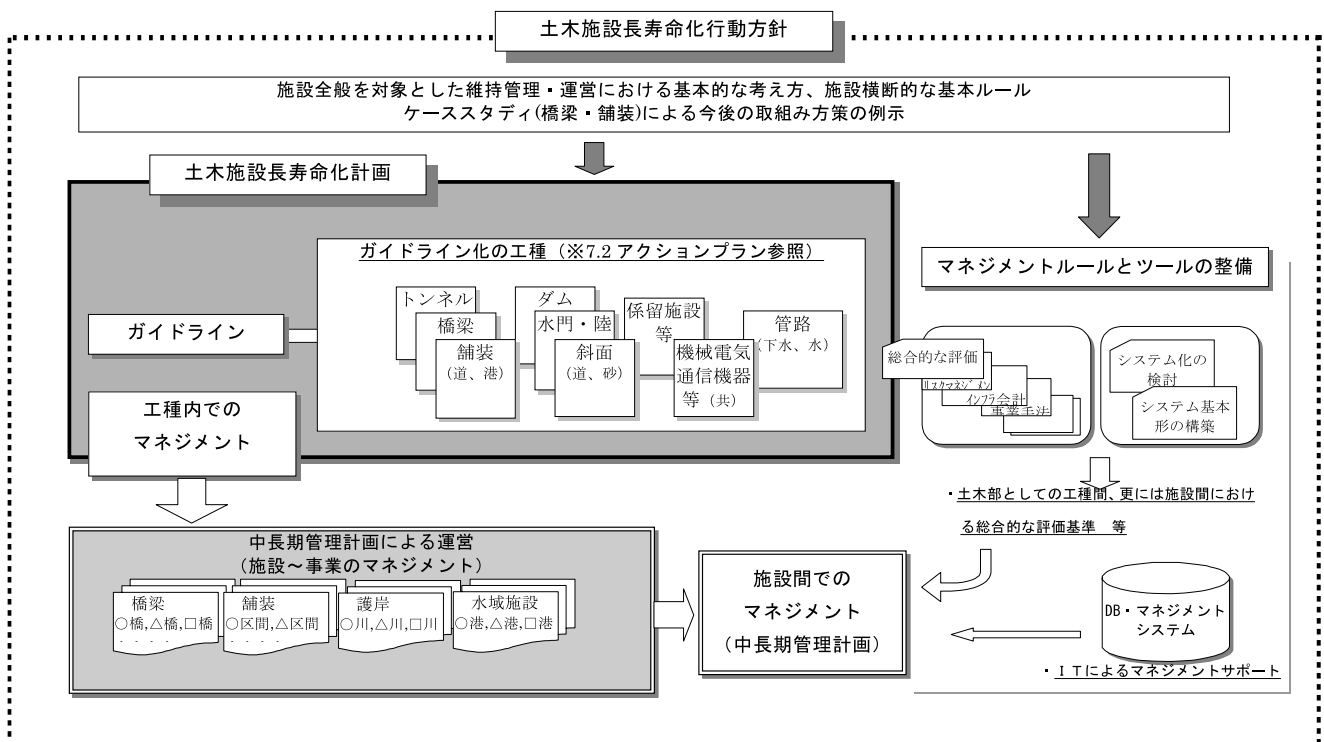 土木施設長寿命化行動方針
施設全般を対象とした維持管理・運営における基本的な考え方、施設横断的な基本ルール
ケーススタディ(橋梁・舗装)による今後の取組み方策の例示
土木施設長寿命化計画
ガイドライン化の工種（※7.2 アクションプラン参照）
ガイドライン
トンネル
橋梁
舗装
(道、港)
ダム
水門・陸
斜面
(道、砂)
係留施設
等
機械電気
通信機器
等（共）
管路
(下水、水)
工種内での
マネジメント
マネジメントルールとツールの整備
総合的な評価
リスクマネジメン
インフラ会計
事業手法
システム化の
検討
システム基本
形の構築
・土木部としての工種間、更には施設間におけ
る総合的な評価基準　等
中長期管理計画による運営
(施設～事業のマネジメント)
橋梁
○橋,△橋,□橋
．．．．
舗装
○区間,△区間
．．．．
護岸
○川,△川,□川
水域施設
○港,△港,□港
施設間での
マネジメント
(中長期管理計画)
DB・マネジメント
システム
・ＩＴによるマネジメントサポート